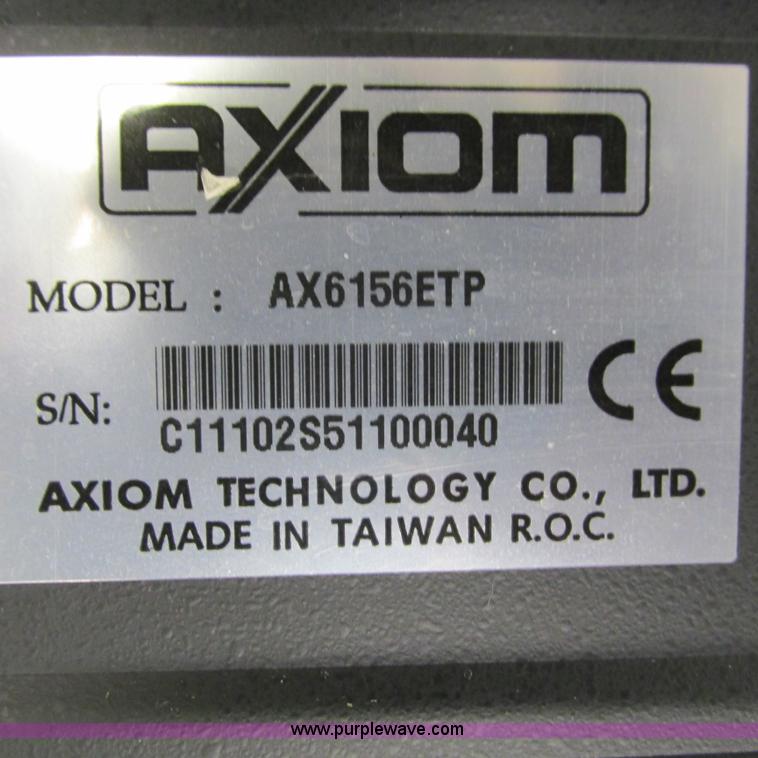 AXIOM
MODEL : AX6156ETP
S/N:
C11102S51100040
CE
AXIOM TECHNOLOGY CO., LTD.
MADE IN TAIWAN R.O.C.
www.purplewave.com